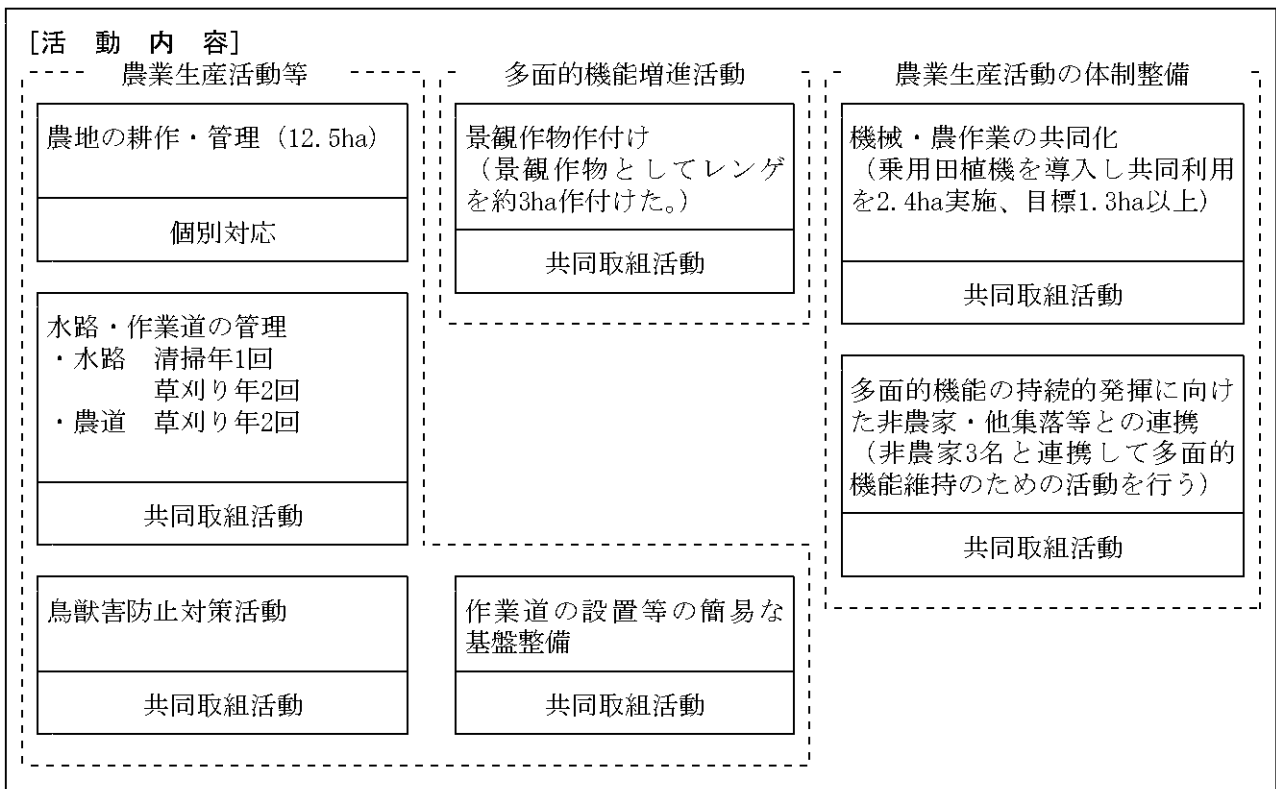 [活　動　内　容]
農業生産活動等
農地の耕作・管理（12.5ha）
個別対応
水路・作業道の管理
・水路　清掃年1回
草刈り年2回
・農道　草刈り年2回
共同取組活動
鳥獣害防止対策活動
共同取組活動
作業道の設置等の簡易な
基盤整備
共同取組活動
多面的機能増進活動
景観作物作付け
（景観作物としてレンゲ
を約3ha作付けた。）
共同取組活動
農業生産活動の体制整備
機械・農作業の共同化
（乗用田植機を導入し共同利用
を2.4ha実施、目標1.3ha以上）
共同取組活動
多面的機能の持続的発揮に向け
た非農家・他集落等との連携
（非農家3名と連携して多面的
機能維持のための活動を行う）
共同取組活動